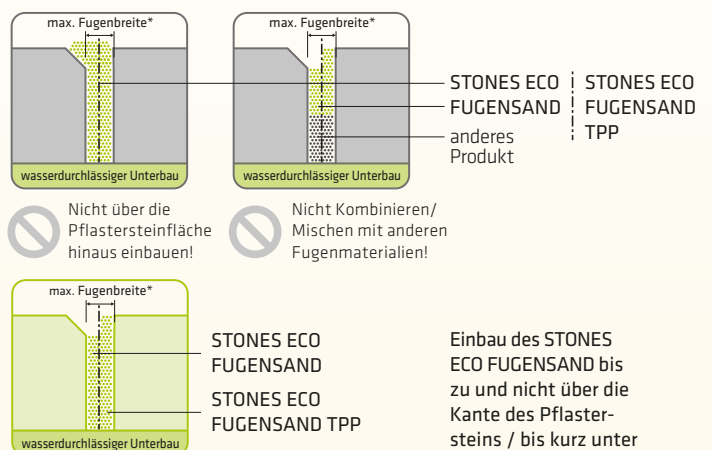 max. Fugenbreite*
max. Fugenbreite*
STONES ECO
FUGENSAND
STONES ECO
FUGENSAND
TPP
anderes
Produkt
wasserdurchlässiger Unterbau
wasserdurchlässiger Unterbau
Nicht über die
Pflastersteinfläche
hinaus einbauen!
Nicht Kombinieren/
Mischen mit anderen
Fugenmaterialien!
max. Fugenbreite*
STONES ECO
FUGENSAND
STONES ECO
FUGENSAND TPP
wasserdurchlässiger Unterbau
Einbau des STONES
ECO FUGENSAND bis
zu und nicht über die
Kante des Pflaster-
steins / bis kurz unter